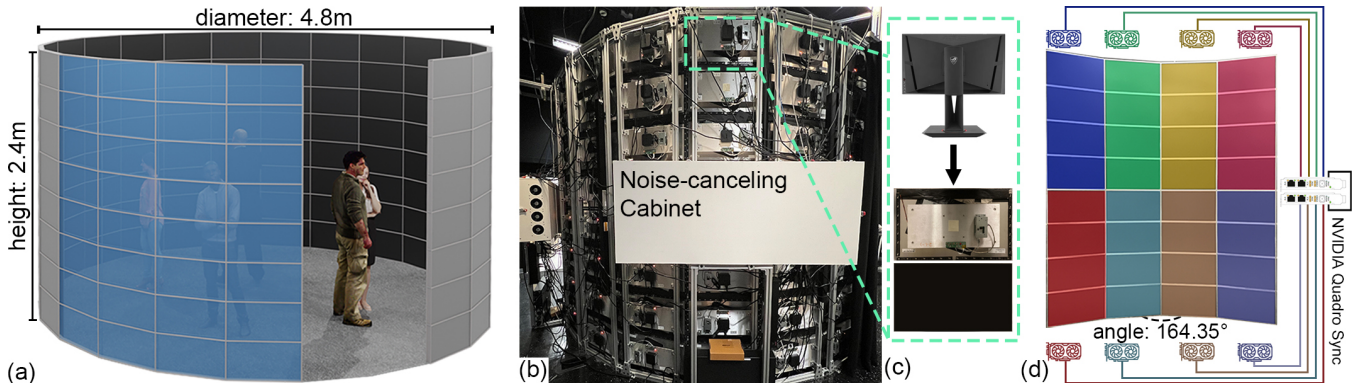 diameter: 4.8m
height: 2.4m
(a)
Noise-canceling
Cabinet
(b)
(c)
angle: 164.35°
NVIDIA Quadro Sync
(d)